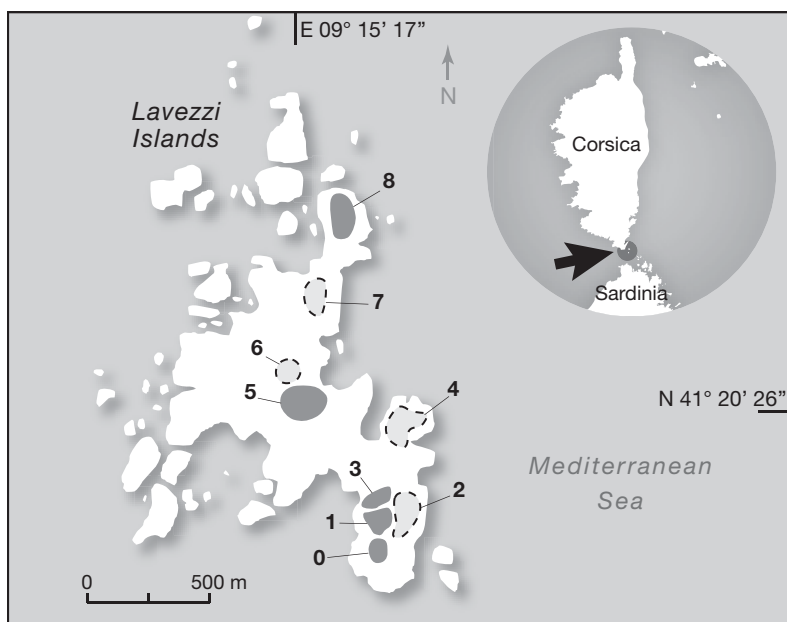 E 09° 15’ 17”
N
Lavezzi
Islands
Corsica
Sardinia
8
7
6
5
4
N 41° 20’ 26”
3
2
1
0
Mediterranean
Sea
0 500 m